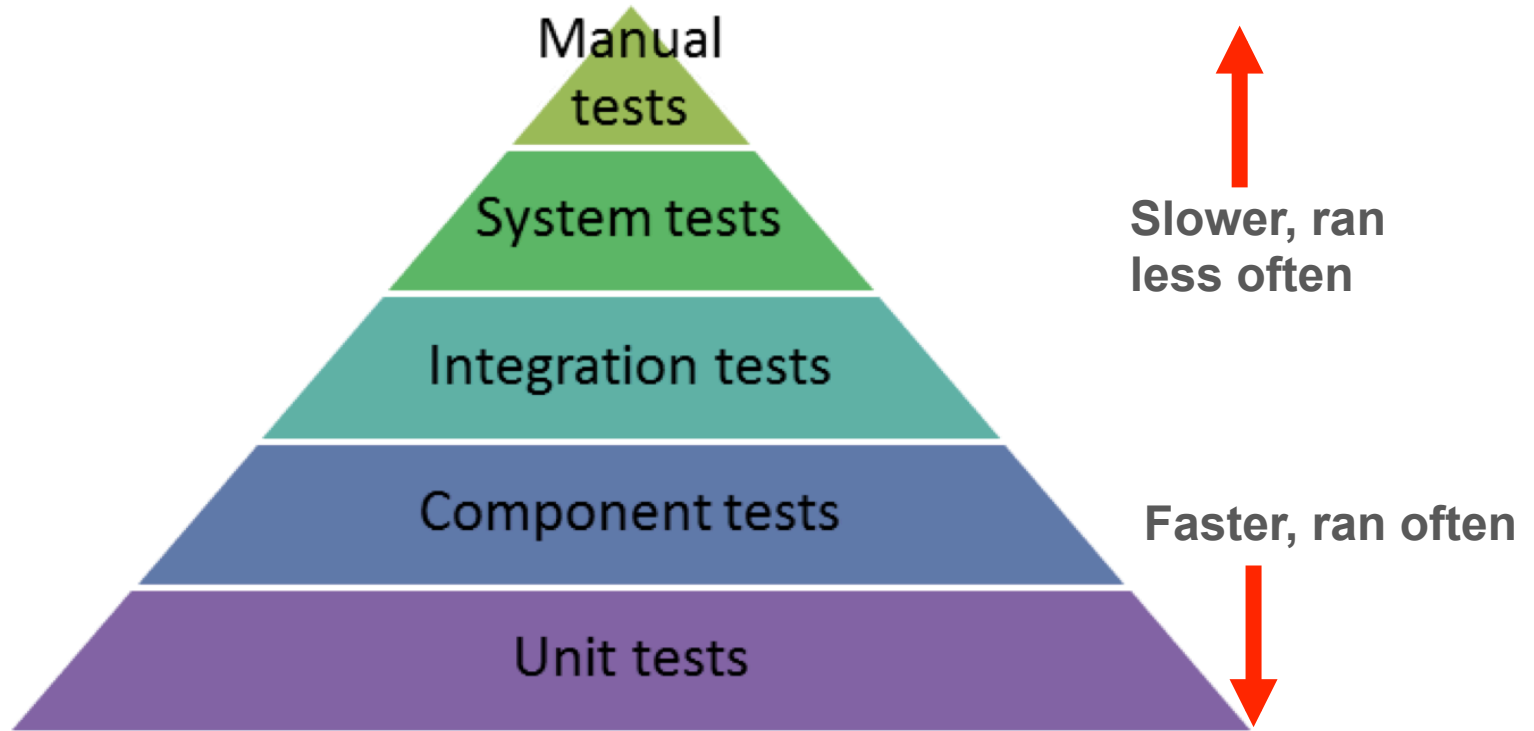 Manual
tests
System tests
Slower, ran
less often
Integration tests
Component tests
Faster, ran often
Unit tests